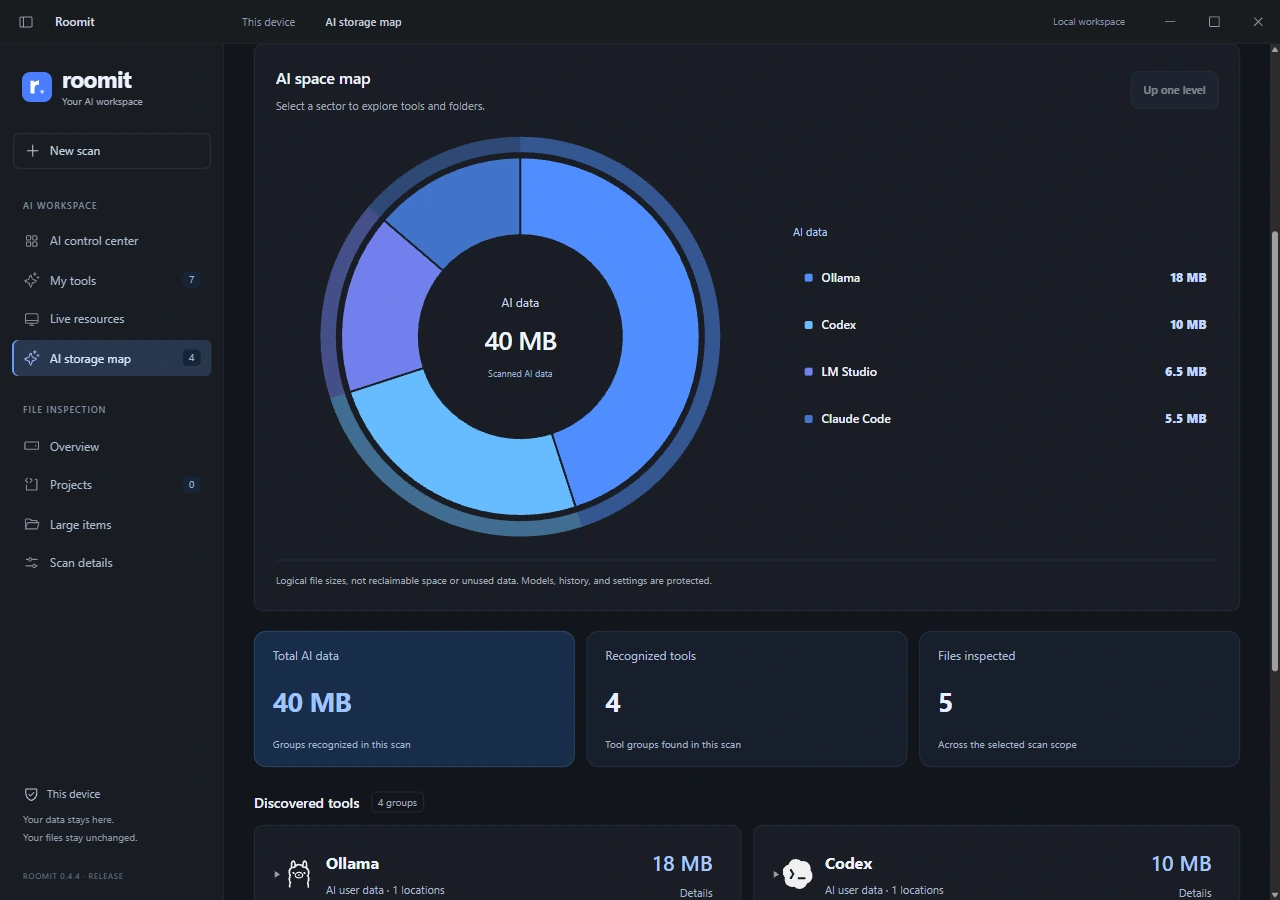 Roomit
This device
AI storage map
Local workspace
r.
roomit
Your AI workspace
New scan
AI WORKSPACE
AI control center
My tools
7
Live resources
AI storage map
4
FILE INSPECTION
Overview
Projects
0
Large items
Scan details
This device
Your data stays here.
Your files stay unchanged.
ROOMIT 0.4.4 · RELEASE
AI space map
Select a sector to explore tools and folders.
Up one level
AI data
40 MB
Scanned AI data
AI data
Ollama 18 MB
Codex 10 MB
LM Studio 6.5 MB
Claude Code 5.5 MB
Logical file sizes, not reclaimable space or unused data. Models, history, and settings are protected.
Total AI data
40 MB
Groups recognized in this scan
Recognized tools
4
Tool groups found in this scan
Files inspected
5
Across the selected scan scope
Discovered tools
4 groups
Ollama
18 MB
AI user data · 1 locations
Details
Codex
10 MB
AI user data · 1 locations
Details